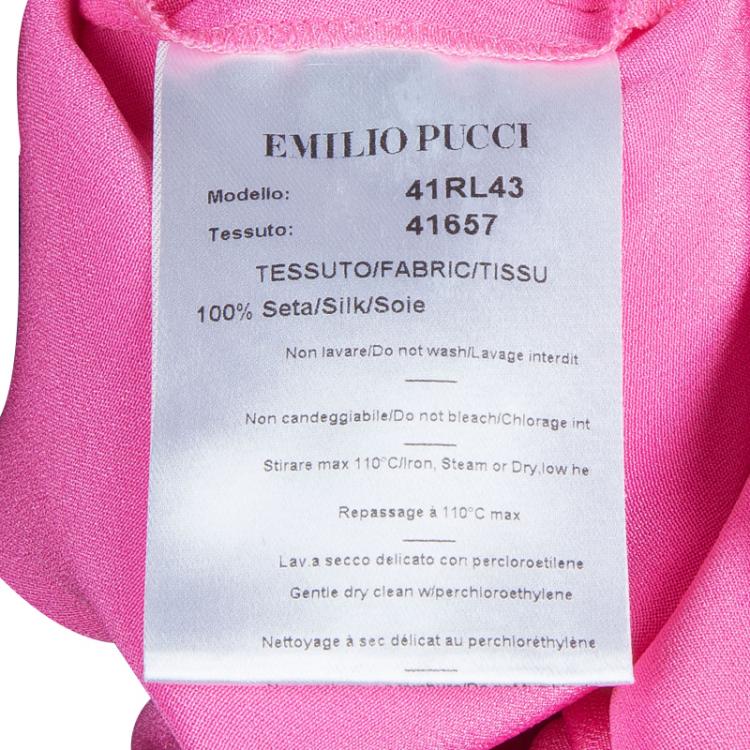 EMILIO PUCCI
Modello: 41RL43
Tessuto: 41657
TESSUTO/FABRIC/TISSU
100% Seta/Silk/Soie
Non lavare/Do not wash/Lavage interdit
Non candeggiabile/Do not bleach/Chlorage int
Stirare max 110°C/Iron, Steam or Dry,low he
Repassage à 110°C max
Lav.a secco delicato con percloroetilene
Gentle dry clean w/perchloroethylene
Nettoyage à sec délicat au perchloréthylène